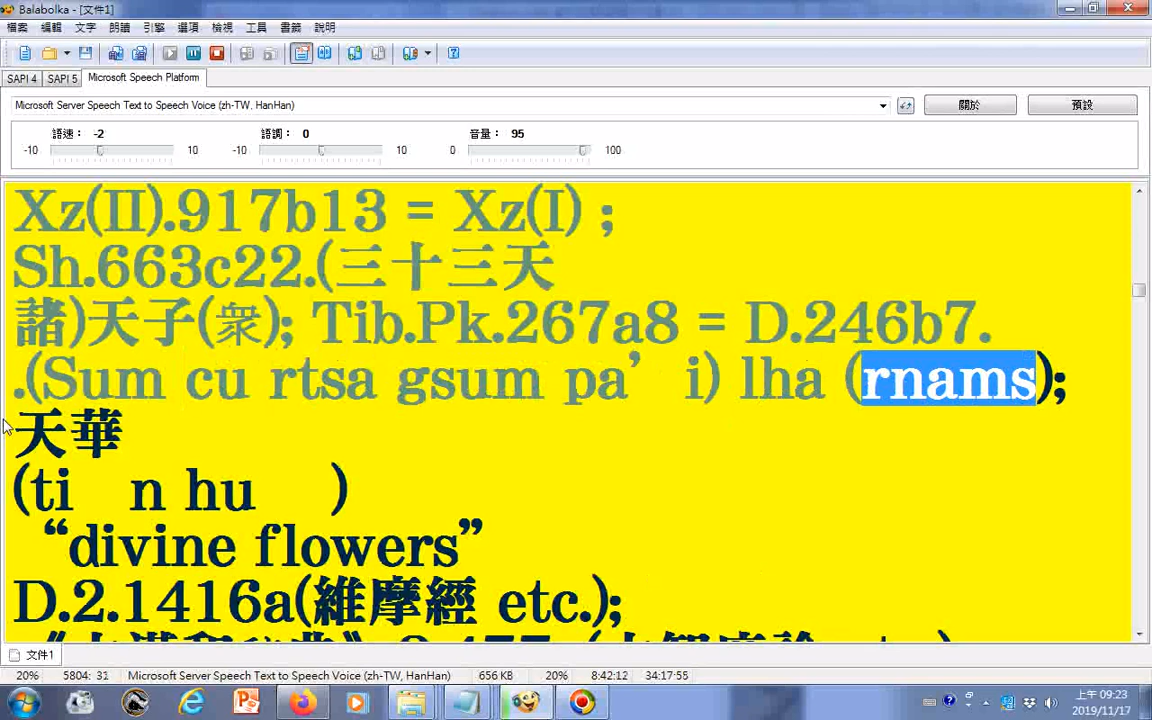 Balabolka - [文件1]
檔案 編輯 文字 朗讀 引擎 選項 檢視 工具 書籤 說明
SAPI 4 SAPI 5 Microsoft Speech Platform
Microsoft Server Speech Text to Speech Voice (zh-TW, HanHan) 關於 預設
語速： -2 語調： 0 音量： 95
-10 10 -10 10 0 100
Xz(II).917b13 = Xz(I) ;
Sh.663c22.(三十三天
諸)天子(衆); Tib.Pk.267a8 = D.246b7.
.(Sum cu rtsa gsum pa’ i) lha (rnams);
天華
(ti n hu )
“divine flowers”
D.2.1416a(維摩經 etc.);
文件1
20% 5804: 31 Microsoft Server Speech Text to Speech Voice (zh-TW, HanHan) 656 KB 20% 8:42:12 34:17:55
上午 09:23
2019/11/17